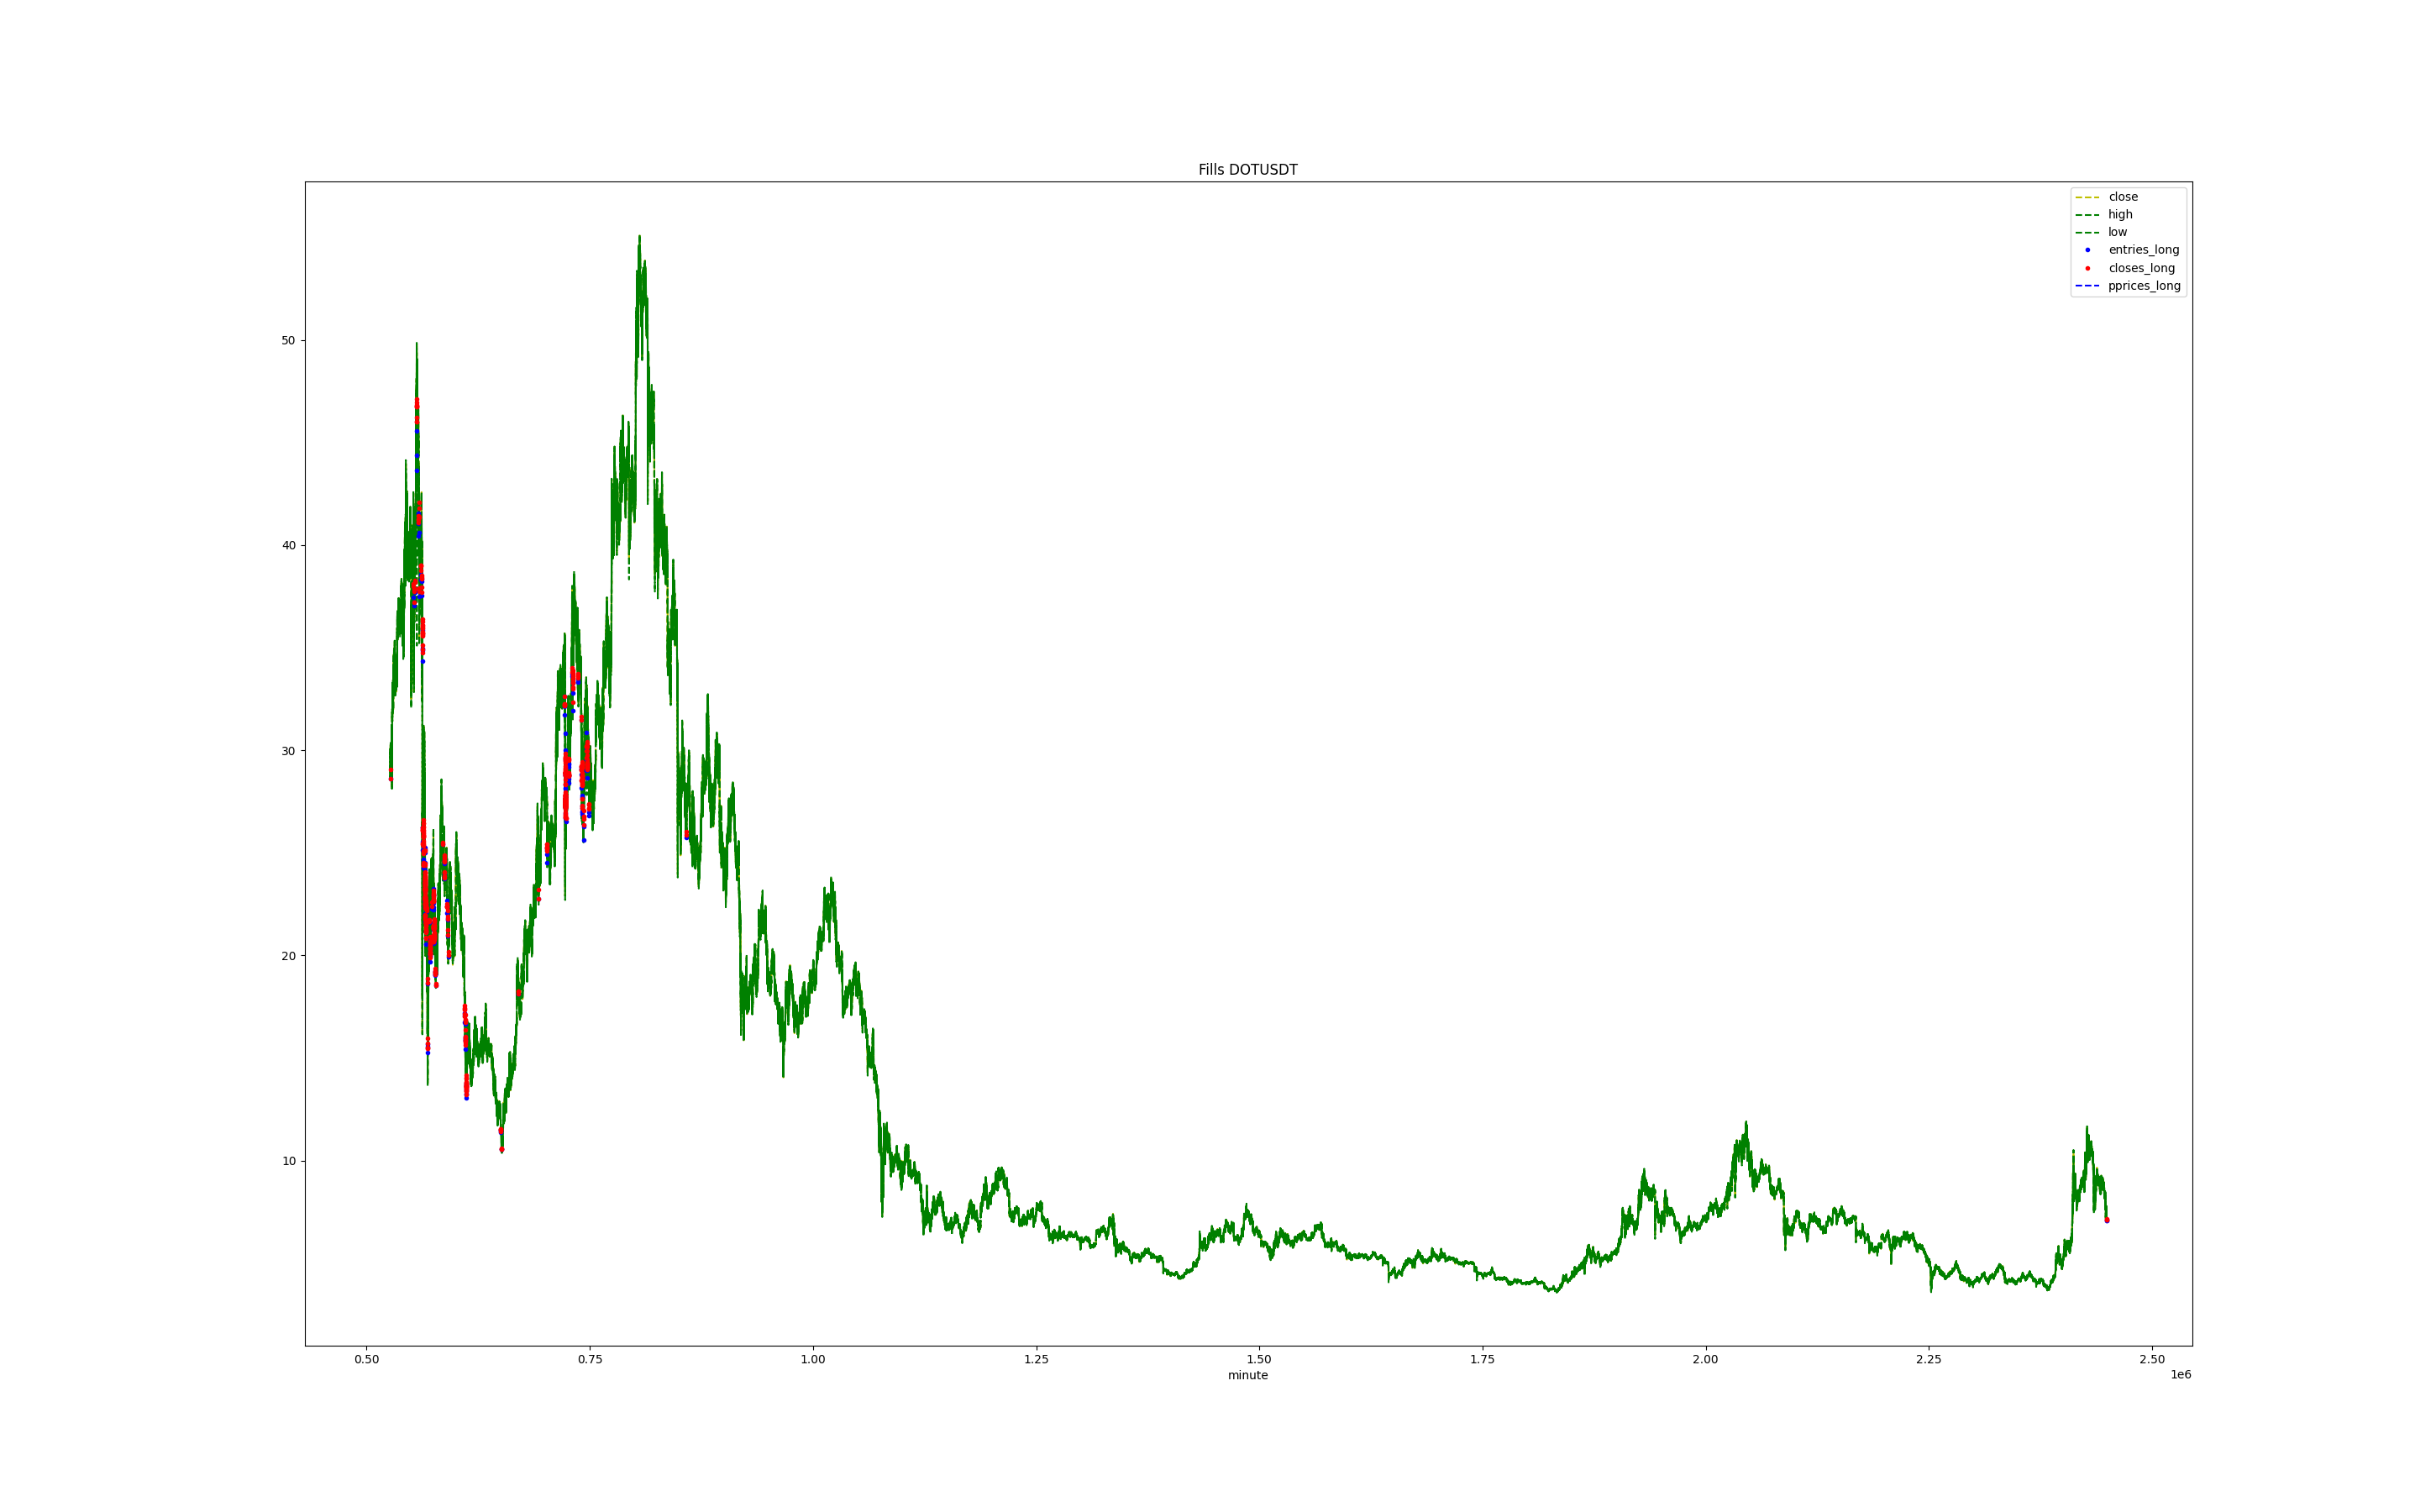 Fills DOTUSDT
close
high
low
entries_long
closes_long
pprices_long
50
40
30
20
10
0.50 0.75 1.00 1.25 1.50 1.75 2.00 2.25 2.50
minute
1e6